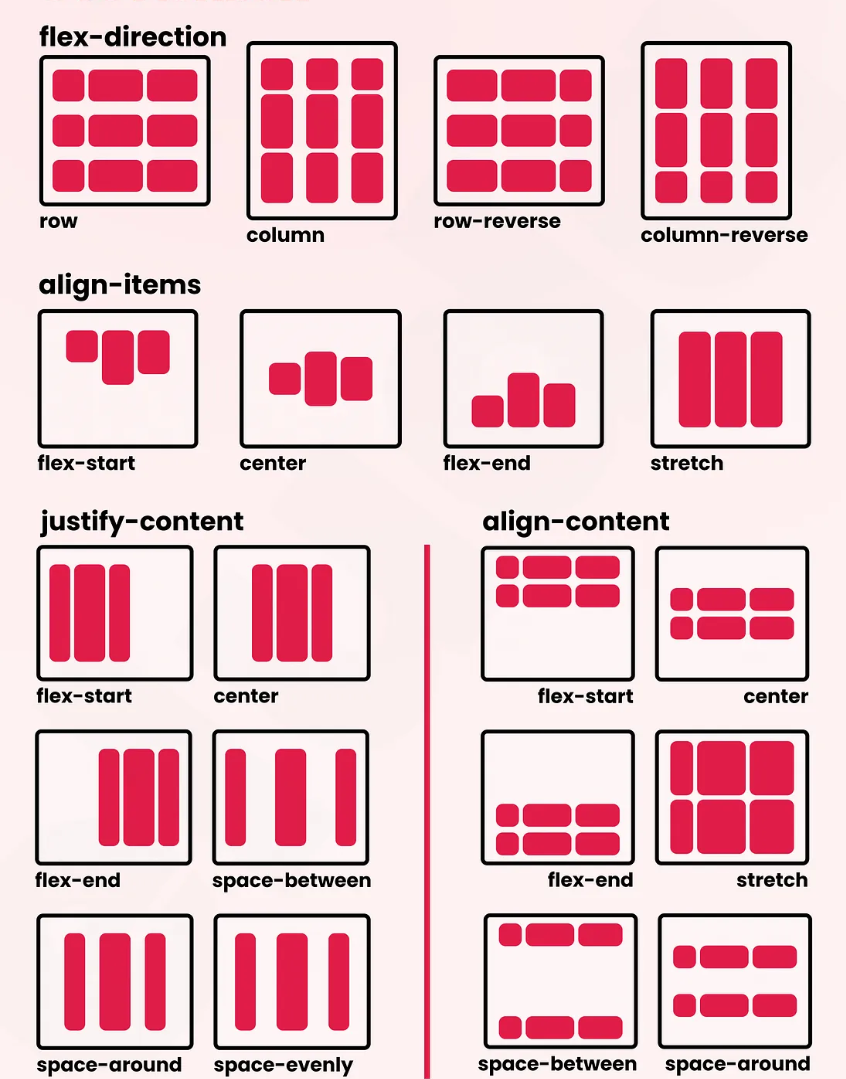 flex-direction
row
column
row-reverse
column-reverse
align-items
flex-start
center
flex-end
stretch
justify-content
flex-start
center
flex-end
space-between
space-around
space-evenly
align-content
flex-start
center
flex-end
stretch
space-between
space-around